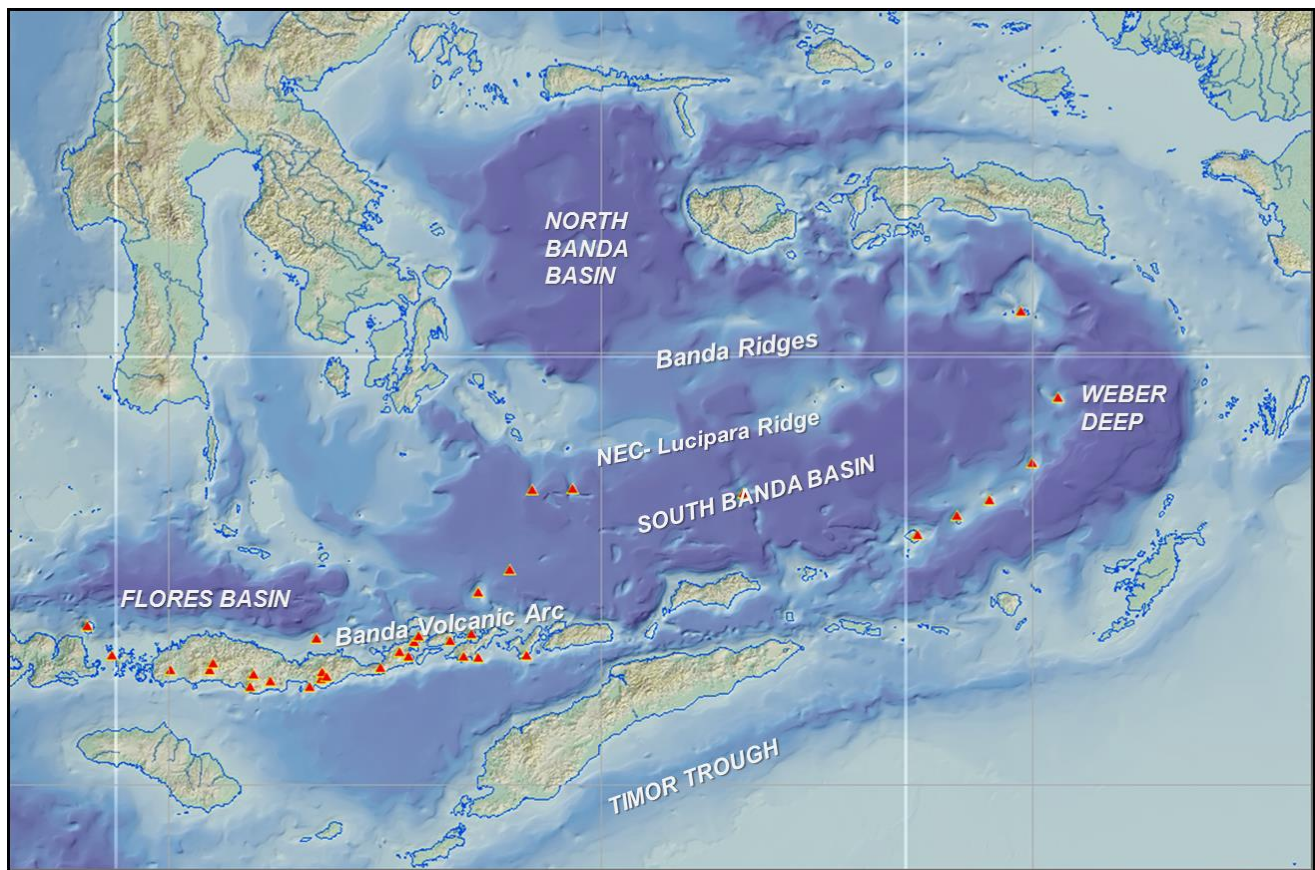 NORTH
BANDA
BASIN
Banda Ridges
WEBER
DEEP
NEC- Lucipara Ridge
SOUTH BANDA BASIN
FLORES BASIN
Banda Volcanic Arc
TIMOR TROUGH